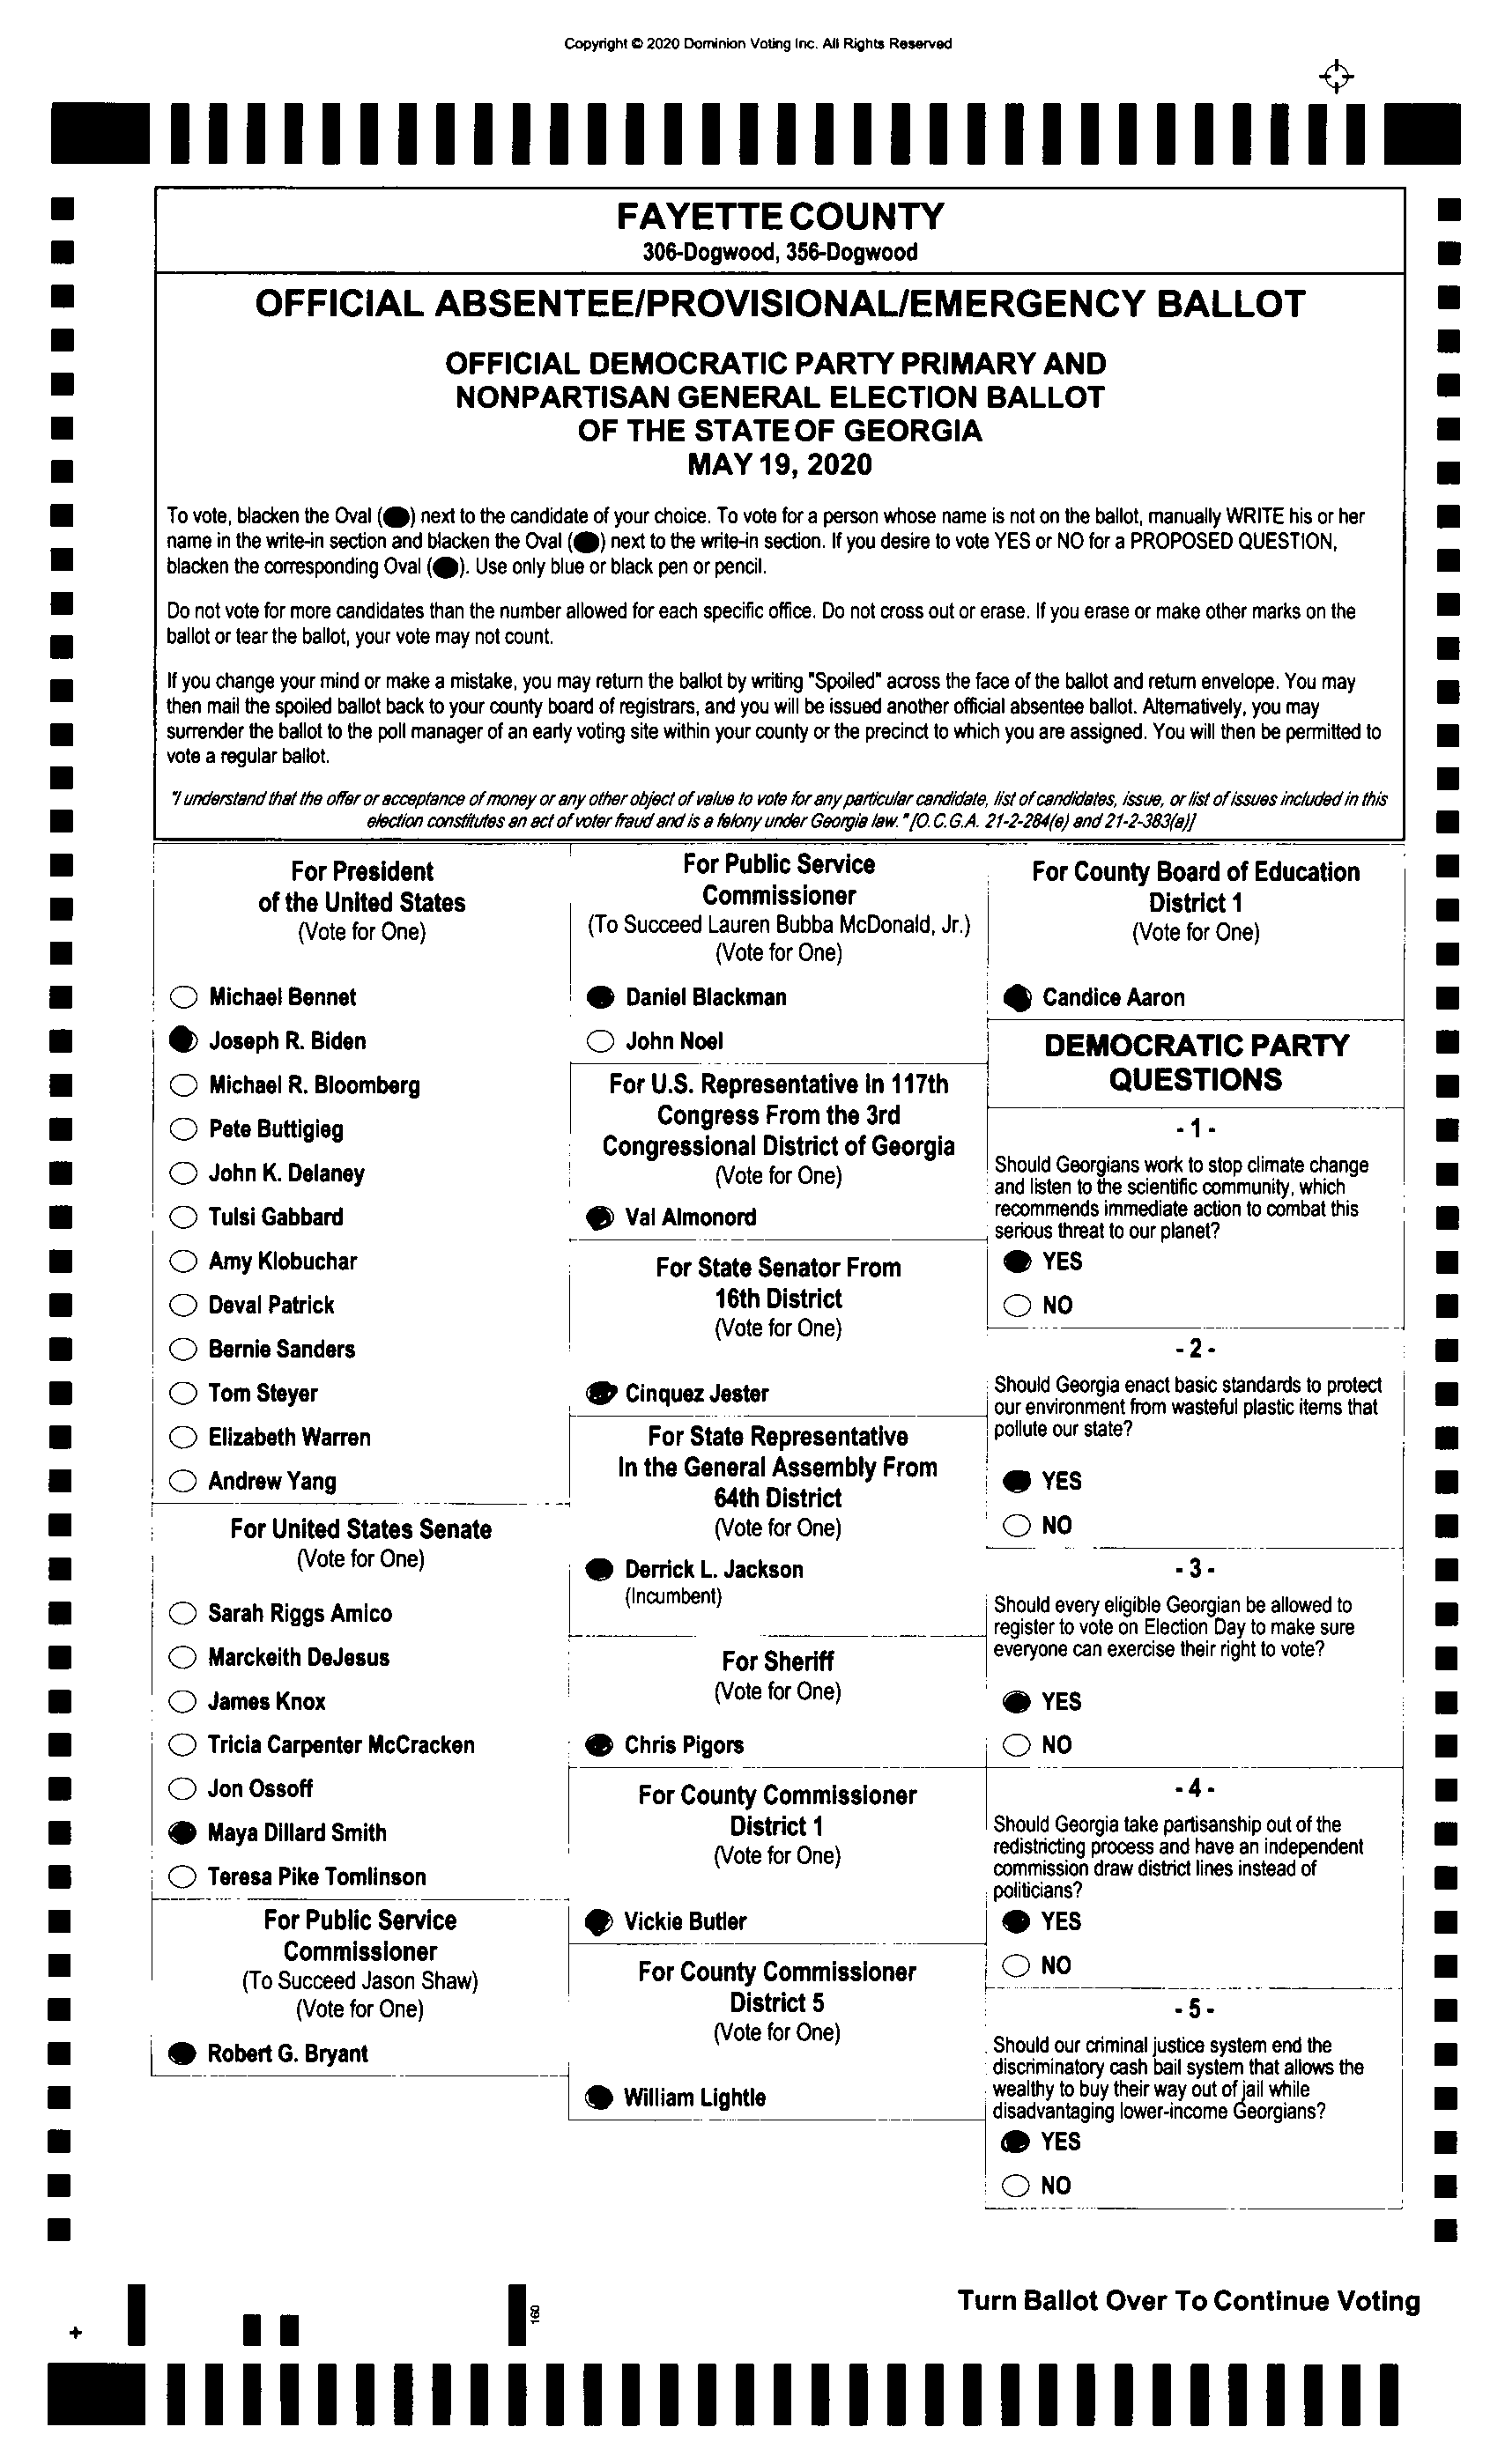 Copyright © 2020 Dominion Voting Inc. All Rights Reserved
FAYETTE COUNTY
306-Dogwood, 356-Dogwood
OFFICIAL ABSENTEE/PROVISIONAL/EMERGENCY BALLOT
OFFICIAL DEMOCRATIC PARTY PRIMARY AND
NONPARTISAN GENERAL ELECTION BALLOT
OF THE STATE OF GEORGIA
MAY 19, 2020
To vote, blacken the Oval ( ) next to the candidate of your choice. To vote for a person whose name is not on the ballot, manually WRITE his or her
name in the write-in section and blacken the Oval ( ) next to the write-in section. If you desire to vote YES or NO for a PROPOSED QUESTION,
blacken the corresponding Oval ( ). Use only blue or black pen or pencil.
Do not vote for more candidates than the number allowed for each specific office. Do not cross out or erase. If you erase or make other marks on the
ballot or tear the ballot, your vote may not count.
If you change your mind or make a mistake, you may return the ballot by writing "Spoiled" across the face of the ballot and return envelope. You may
then mail the spoiled ballot back to your county board of registrars, and you will be issued another official absentee ballot. Alternatively, you may
surrender the ballot to the poll manager of an early voting site within your county or the precinct to which you are assigned. You will then be permitted to
vote a regular ballot.
"I understand that the offer or acceptance of money or any other object of value to vote for any particular candidate, list of candidates, issue, or list of issues included in this
election constitutes an act of voter fraud and is a felony under Georgia law." [O.C.G.A. 21-2-284(e) and 21-2-383(a)]
For President
of the United States
(Vote for One)
Michael Bennet
Joseph R. Biden
Michael R. Bloomberg
Pete Buttigieg
John K. Delaney
Tulsi Gabbard
Amy Klobuchar
Deval Patrick
Bernie Sanders
Tom Steyer
Elizabeth Warren
Andrew Yang
For United States Senate
(Vote for One)
Sarah Riggs Amico
Marckeith DeJesus
James Knox
Tricia Carpenter McCracken
Jon Ossoff
Maya Dillard Smith
Teresa Pike Tomlinson
For Public Service
Commissioner
(To Succeed Jason Shaw)
(Vote for One)
Robert G. Bryant
For Public Service
Commissioner
(To Succeed Lauren Bubba McDonald, Jr.)
(Vote for One)
Daniel Blackman
John Noel
For U.S. Representative in 117th
Congress From the 3rd
Congressional District of Georgia
(Vote for One)
Val Almonord
For State Senator From
16th District
(Vote for One)
Cinquez Jester
For State Representative
In the General Assembly From
64th District
(Vote for One)
Derrick L. Jackson
(Incumbent)
For Sheriff
(Vote for One)
Chris Pigors
For County Commissioner
District 1
(Vote for One)
Vickie Butler
For County Commissioner
District 5
(Vote for One)
William Lightle
For County Board of Education
District 1
(Vote for One)
Candice Aaron
DEMOCRATIC PARTY
QUESTIONS
- 1 -
Should Georgians work to stop climate change
and listen to the scientific community, which
recommends immediate action to combat this
serious threat to our planet?
YES
NO
- 2 -
Should Georgia enact basic standards to protect
our environment from wasteful plastic items that
pollute our state?
YES
NO
- 3 -
Should every eligible Georgian be allowed to
register to vote on Election Day to make sure
everyone can exercise their right to vote?
YES
NO
- 4 -
Should Georgia take partisanship out of the
redistricting process and have an independent
commission draw district lines instead of
politicians?
YES
NO
- 5 -
Should our criminal justice system end the
discriminatory cash bail system that allows the
wealthy to buy their way out of jail while
disadvantaging lower-income Georgians?
YES
NO
160
Turn Ballot Over To Continue Voting